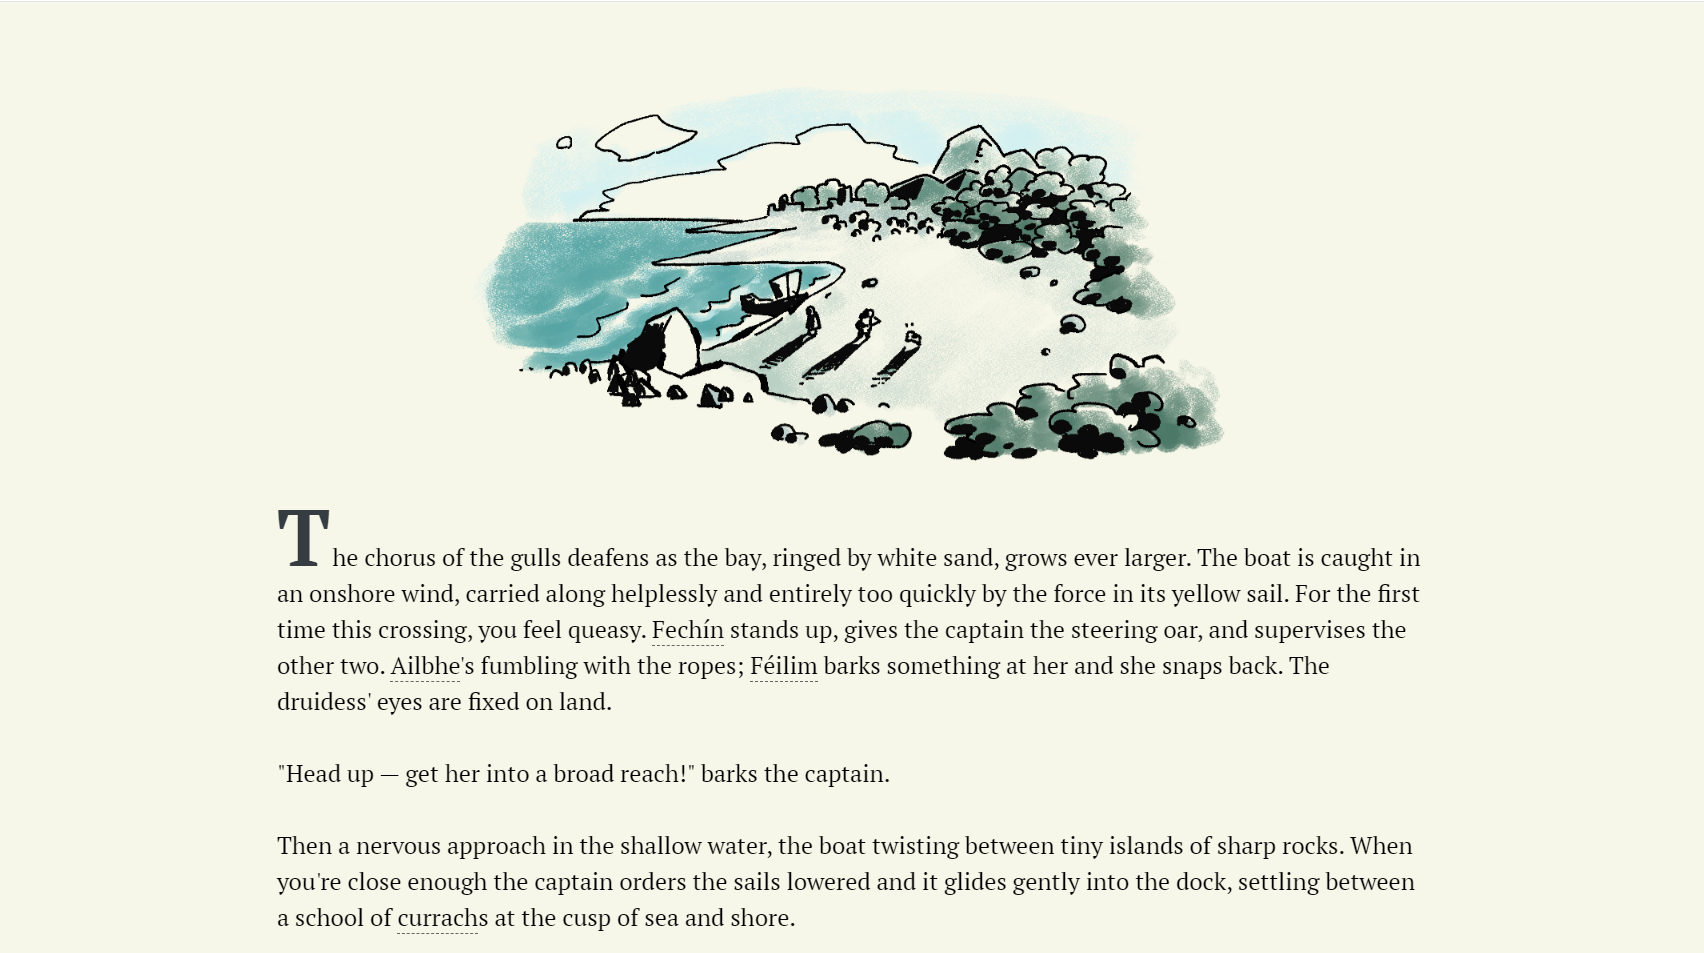 The chorus of the gulls deafens as the bay, ringed by white sand, grows ever larger. The boat is caught in
an onshore wind, carried along helplessly and entirely too quickly by the force in its yellow sail. For the first
time this crossing, you feel queasy. Fechín stands up, gives the captain the steering oar, and supervises the
other two. Ailbhe's fumbling with the ropes; Féilim barks something at her and she snaps back. The
druidess' eyes are fixed on land.
"Head up — get her into a broad reach!" barks the captain.
Then a nervous approach in the shallow water, the boat twisting between tiny islands of sharp rocks. When
you're close enough the captain orders the sails lowered and it glides gently into the dock, settling between
a school of currachs at the cusp of sea and shore.